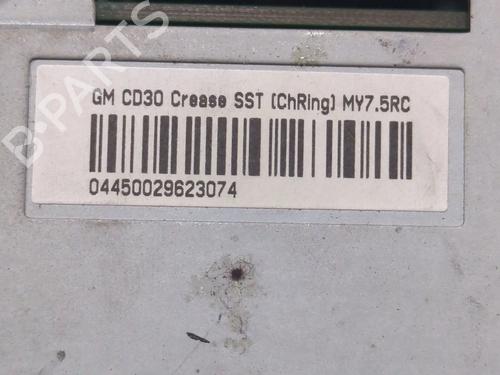 B-PARTS
GM CD30 Crease SST (ChRing) MY7.5RC
04450029623074